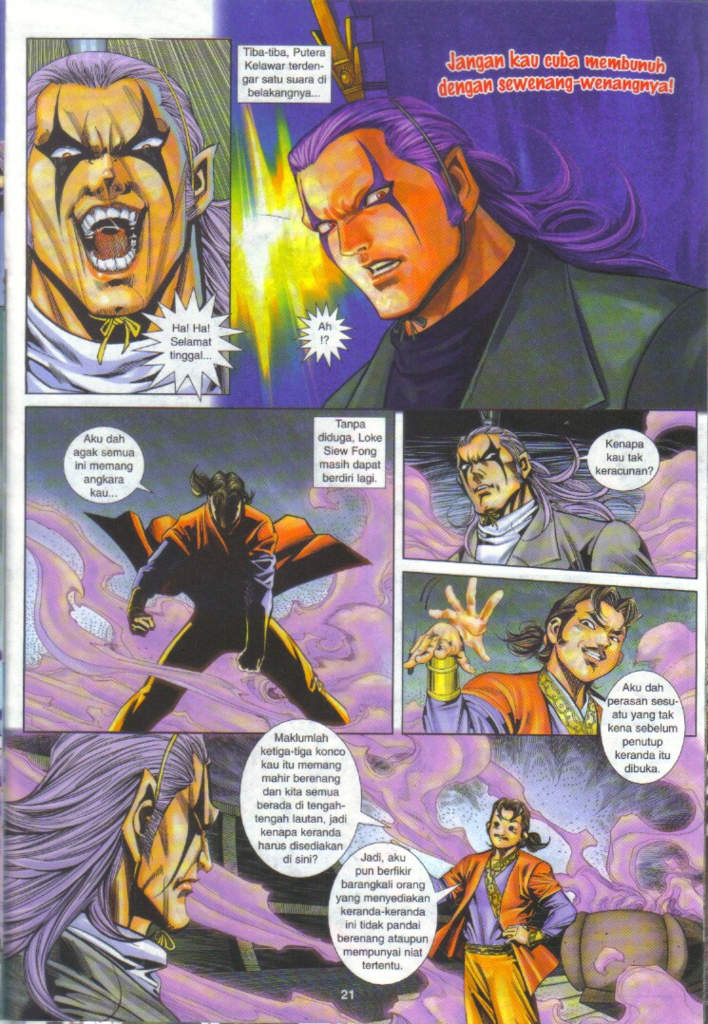 Ha! Ha!
Selamat
tinggal...
Tiba-tiba, Putera
Kelawar terden-
gar satu suara di
belakangnya...
Jangan kau cuba membunuh
dengan sewenang-wenangnya!
Ah
!?
Aku dah
agak semua
ini memang
angkara
kau...
Tanpa
diduga, Loke
Siew Fong
masih dapat
berdiri lagi.
Kenapa
kau tak
keracunan?
Aku dah
perasan sesu-
atu yang tak
kena sebelum
penutup
keranda itu
dibuka.
Maklumlah
ketiga-tiga konco
kau itu memang
mahir berenang
dan kita semua
berada di tengah-
tengah lautan, jadi
kenapa keranda
harus disediakan
di sini?
Jadi, aku
pun berfikir
barangkali orang
yang menyediakan
keranda-keranda
ini tidak pandai
berenang ataupun
mempunyai niat
tertentu.
21